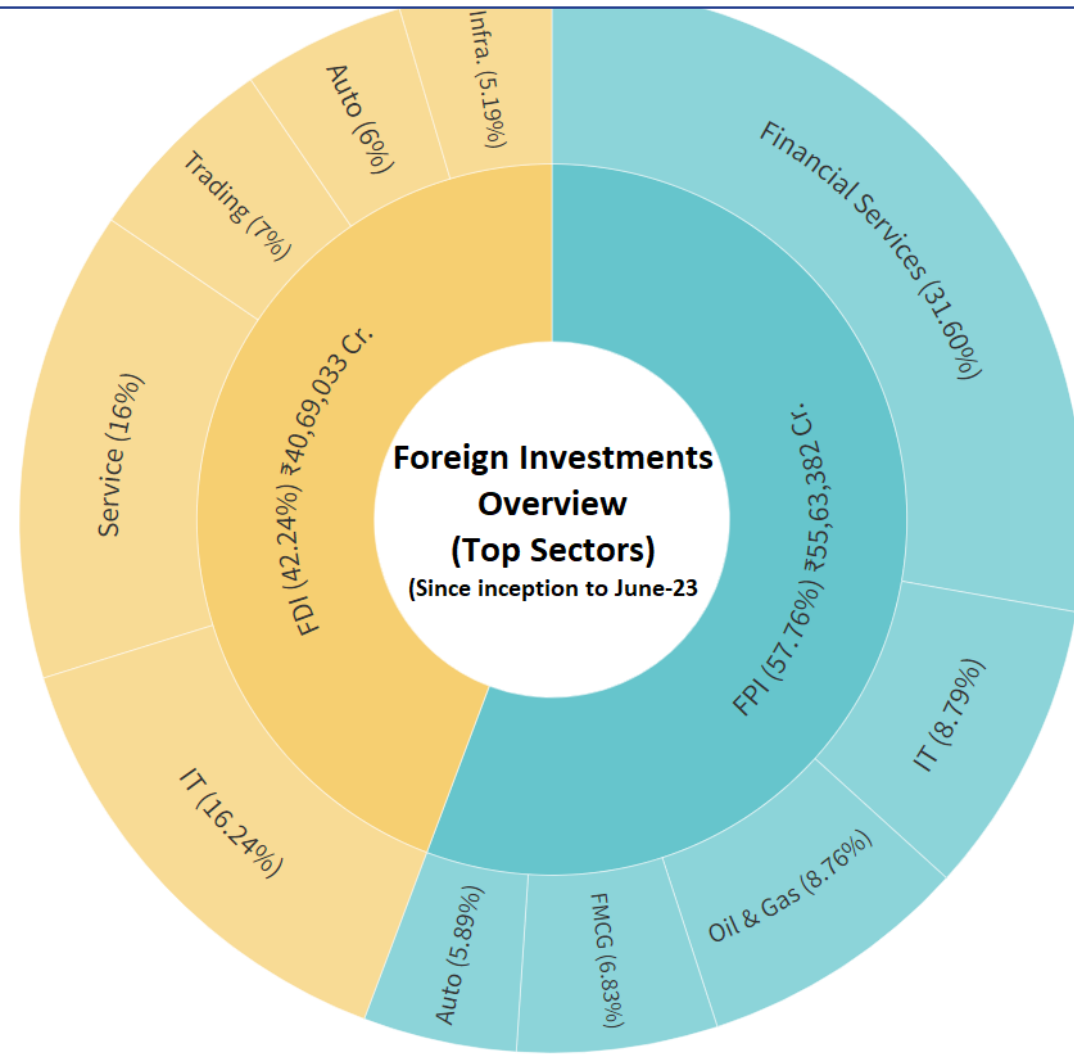 Foreign Investments
Overview
(Top Sectors)
(Since inception to June-23
FPI (57.76%) ₹55,63,382 Cr.
Financial Services (31.60%)
IT (8.79%)
Oil & Gas (8.76%)
FMCG (6.83%)
Auto (5.89%)
FDI (42.24%) ₹40,69,033 Cr.
IT (16.24%)
Service (16%)
Trading (7%)
Auto (6%)
Infra. (5.19%)